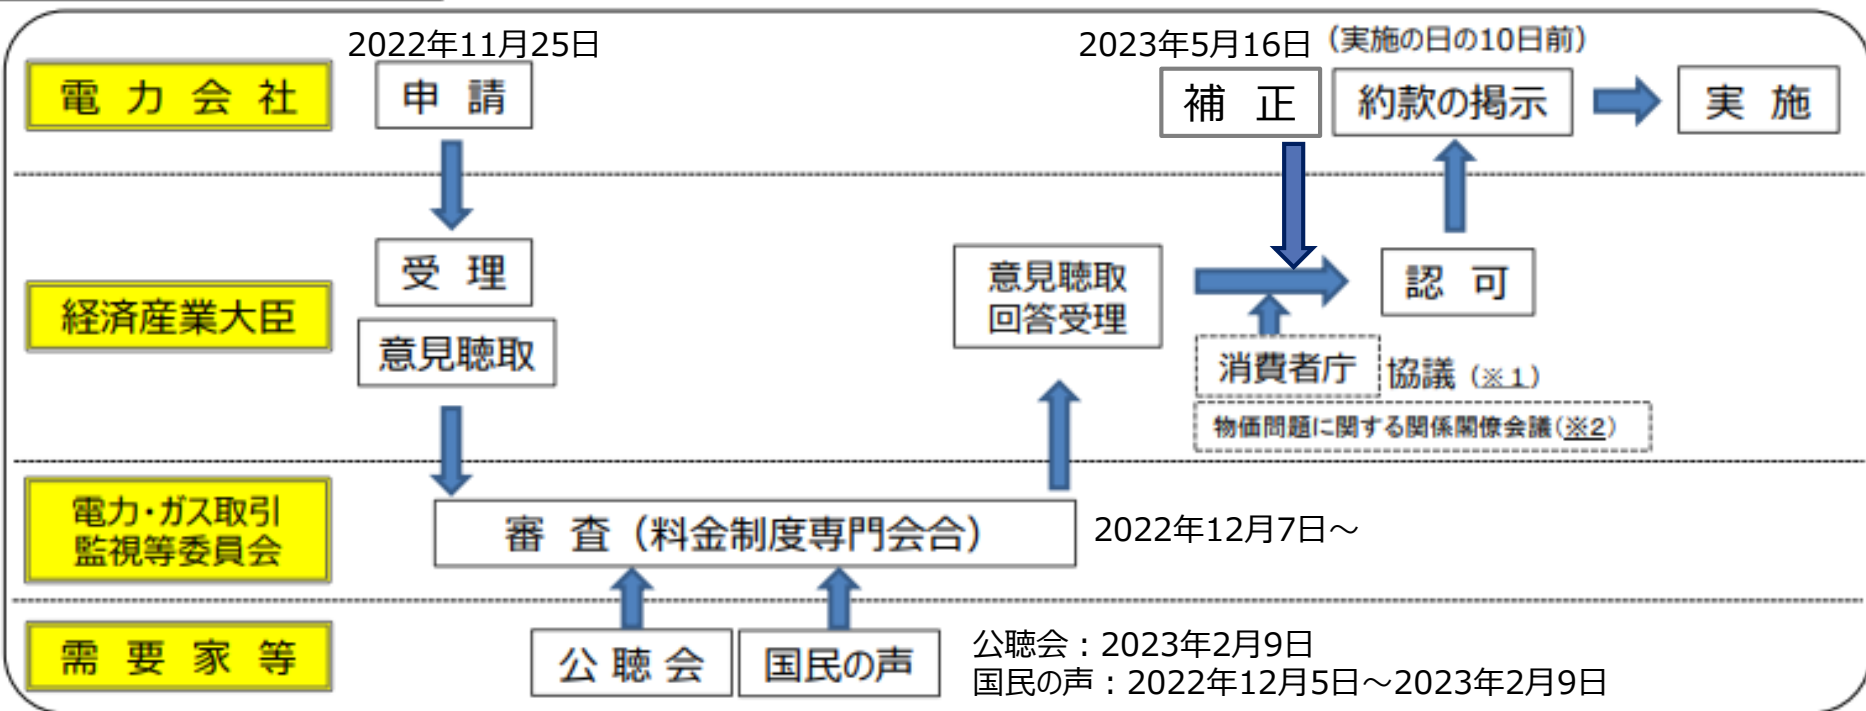 2022年11月25日
2023年5月16日
（実施の日の10日前）
電力会社
申請
補正
約款の掲示
実施
受理
経済産業大臣
意見聴取
意見聴取
回答受理
認可
消費者庁
協議（※１）
物価問題に関する関係閣僚会議（※2）
電力・ガス取引
監視等委員会
審査（料金制度専門会合）
2022年12月7日～
需要家等
公聴会
国民の声
公聴会：2023年2月9日
国民の声：2022年12月5日～2023年2月9日